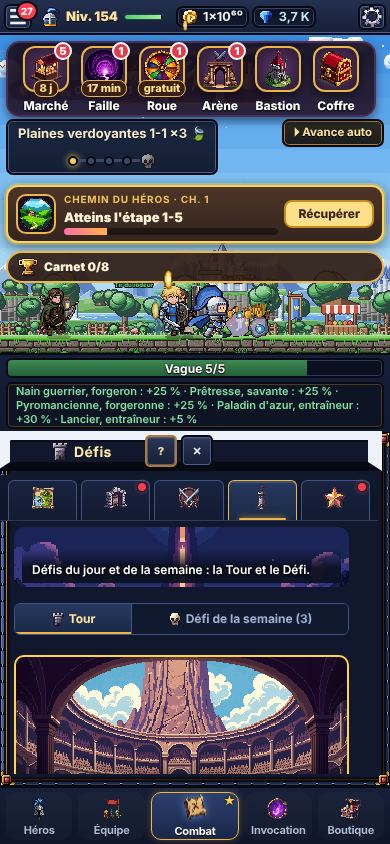 27
Niv. 154
1×10⁶⁰
3,7 K
5
1
1
1
8 j
17 min
gratuit
Marché
Faille
Roue
Arène
Bastion
Coffre
Plaines verdoyantes 1-1 ×3
Avance auto
CHEMIN DU HÉROS · CH. 1
Atteins l'étape 1-5
Récupérer
Carnet 0/8
Vague 5/5
Nain guerrier, forgeron : +25 % · Prêtresse, savante : +25 % ·
Pyromancienne, forgeronne : +25 % · Paladin d'azur, entraîneur :
+30 % · Lancier, entraîneur : +5 %
Défis
?
×
Défis du jour et de la semaine : la Tour et le Défi.
Tour
Défi de la semaine (3)
Héros
Équipe
Combat
Invocation
Boutique